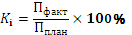 Kᵢ = Пфакт / Пплан × 100%